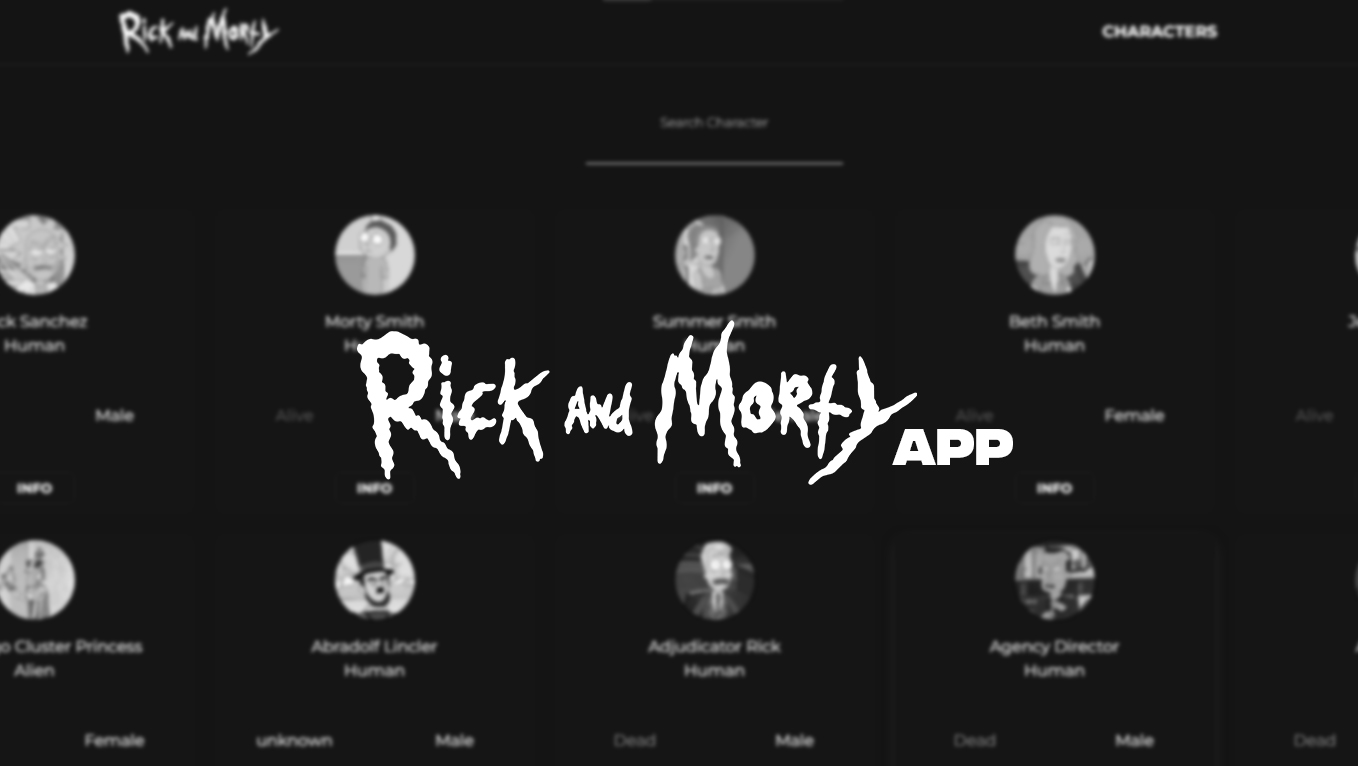 Rick and Morty
CHARACTERS
Search Character
ck Sanchez
Human
Male
INFO
Morty Smith
Alive
INFO
Summer Smith
INFO
Beth Smith
Human
Alive
Female
INFO
Alive
Rick and Morty APP
o Cluster Princess
Alien
Female
Abradolf Lincler
Human
unknown
Male
Adjudicator Rick
Human
Dead
Male
Agency Director
Human
Dead
Male
Dead